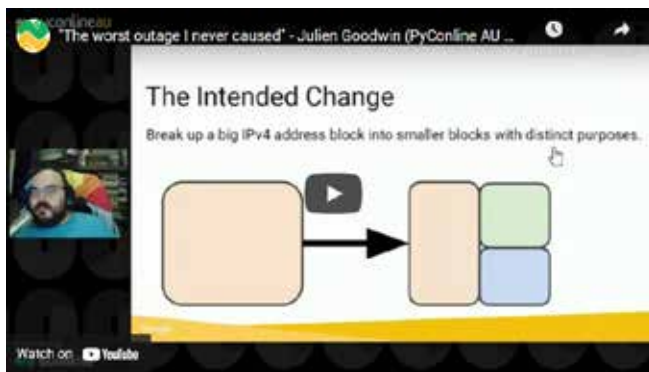 "The worst outage I never caused" - Julien Goodwin (PyConline AU ...
The Intended Change
Break up a big IPv4 address block into smaller blocks with distinct purposes.
Watch on YouTube